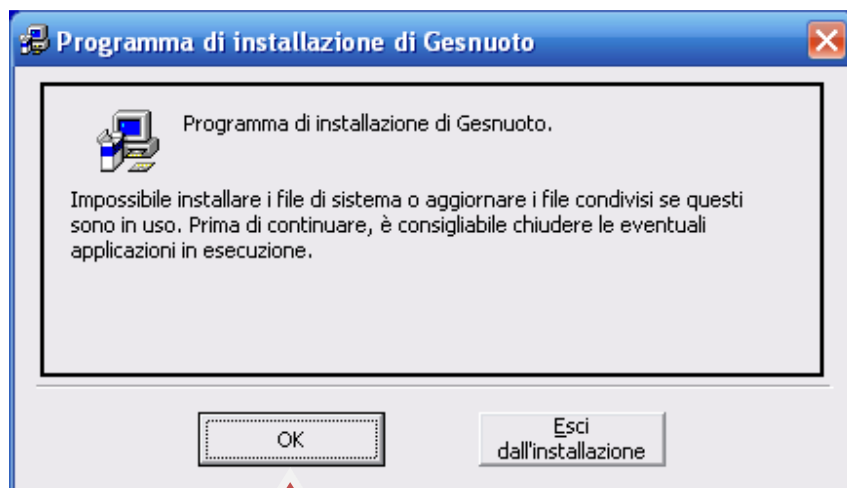 Programma di installazione di Gesnuoto
Programma di installazione di Gesnuoto.
Impossibile installare i file di sistema o aggiornare i file condivisi se questi
sono in uso. Prima di continuare, è consigliabile chiudere le eventuali
applicazioni in esecuzione.
OK
Esci
dall'installazione